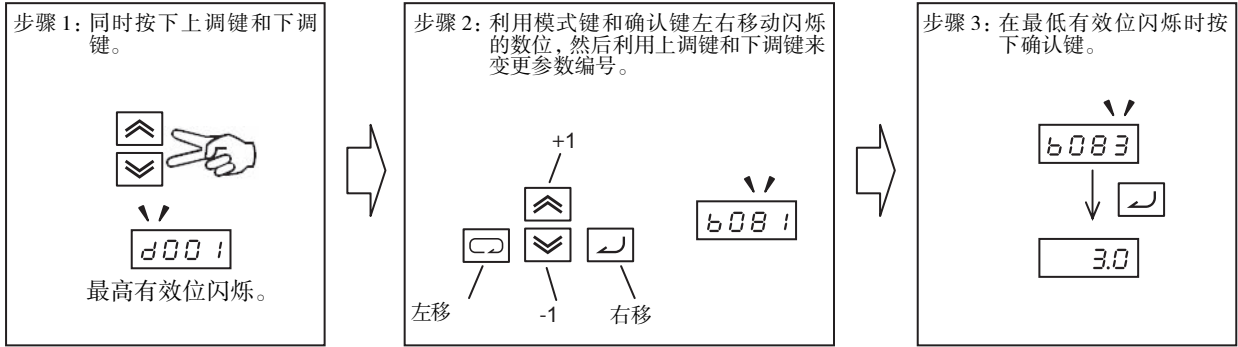 步骤 1：同时按下上调键和下调
键。
d001
最高有效位闪烁。
步骤 2：利用模式键和确认键左右移动闪烁
的数位，然后利用上调键和下调键来
变更参数编号。
+1
b081
左移
-1
右移
步骤 3：在最低有效位闪烁时按
下确认键。
b083
3.0